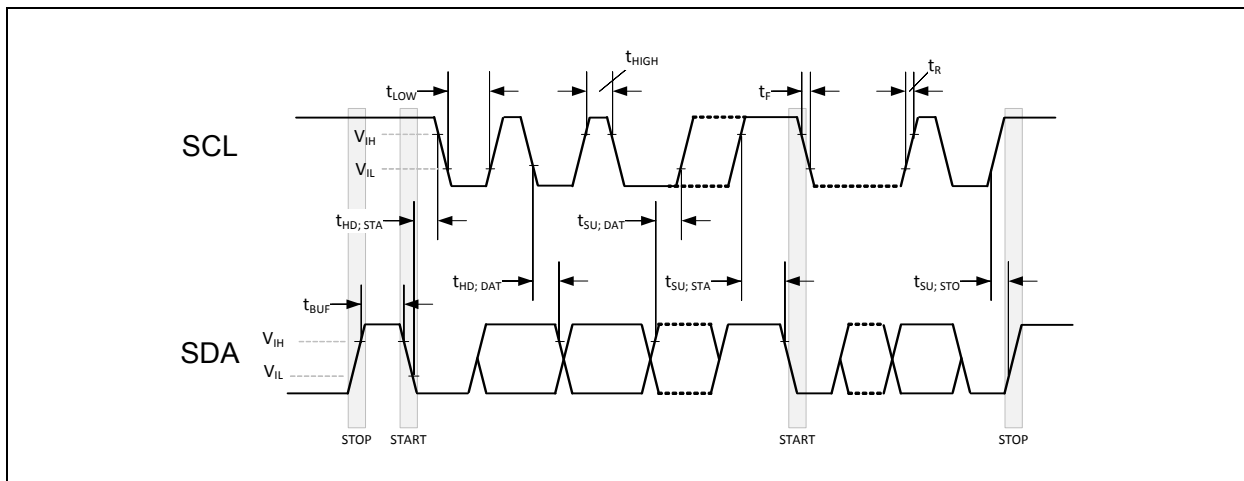 tHIGH
tR
tLOW
tF
VIH
SCL
VIL
tHD; STA
tSU; DAT
tHD; DAT
tSU; STA
tSU; STO
tBUF
VIH
SDA
VIL
STOP START START STOP